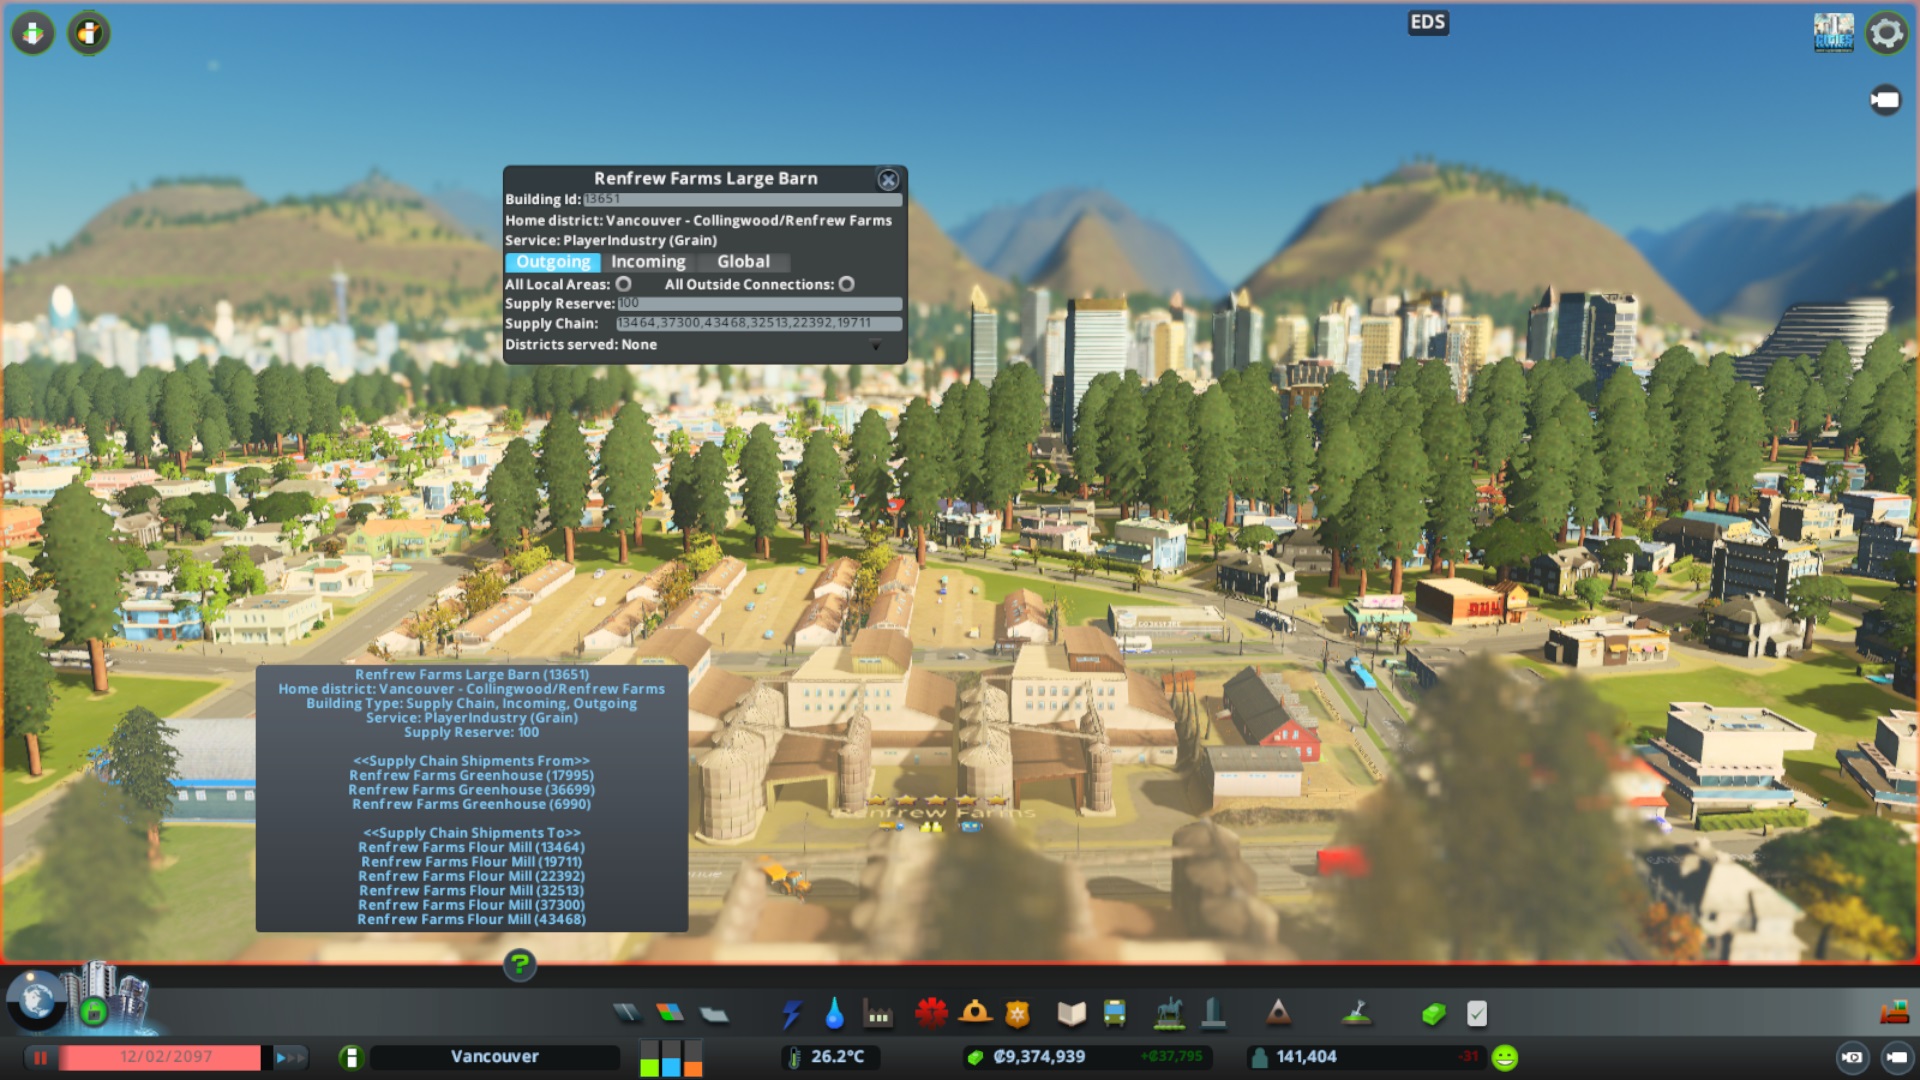 EDS
Renfrew Farms Large Barn
Building Id: 13651
Home district: Vancouver - Collingwood/Renfrew Farms
Service: PlayerIndustry (Grain)
Outgoing Incoming Global
All Local Areas: All Outside Connections:
Supply Reserve: 100
Supply Chain: 13464,37300,43468,32513,22392,19711
Districts served: None
Renfrew Farms Large Barn (13651)
Home district: Vancouver - Collingwood/Renfrew Farms
Building Type: Supply Chain, Incoming, Outgoing
Service: PlayerIndustry (Grain)
Supply Reserve: 100
<<Supply Chain Shipments From>>
Renfrew Farms Greenhouse (17995)
Renfrew Farms Greenhouse (36699)
Renfrew Farms Greenhouse (6990)
<<Supply Chain Shipments To>>
Renfrew Farms Flour Mill (13464)
Renfrew Farms Flour Mill (19711)
Renfrew Farms Flour Mill (22392)
Renfrew Farms Flour Mill (32513)
Renfrew Farms Flour Mill (37300)
Renfrew Farms Flour Mill (43468)
Renfrew Farms
?
12/02/2097
Vancouver
26.2°C
₡9,374,939
+₡37,795
141,404
-31